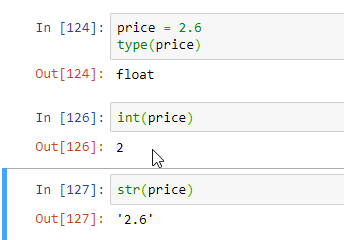 In [124]: price = 2.6
type(price)
Out[124]: float
In [126]: int(price)
Out[126]: 2
In [127]: str(price)
Out[127]: '2.6'